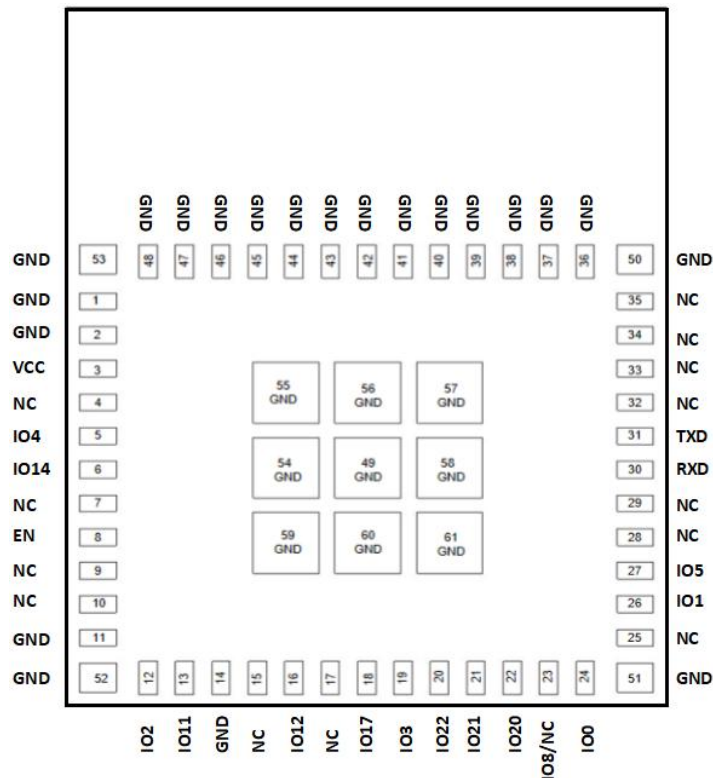 GND GND GND GND GND GND GND GND GND GND GND GND GND
GND 53 48 47 46 45 44 43 42 41 40 39 38 37 36 50 GND
GND 1 35 NC
GND 2 34 NC
VCC 3 33 NC
NC 4 32 NC
55 56 57
GND GND GND
IO4 5 31 TXD
IO14 6 30 RXD
54 49 58
GND GND GND
NC 7 29 NC
EN 8 28 NC
59 60 61
GND GND GND
NC 9 27 IO5
NC 10 26 IO1
GND 11 25 NC
GND 52 12 13 14 15 16 17 18 19 20 21 22 23 24 51 GND
IO2 IO11 GND NC IO12 NC IO17 IO3 IO22 IO21 IO20 IO8/NC IO0